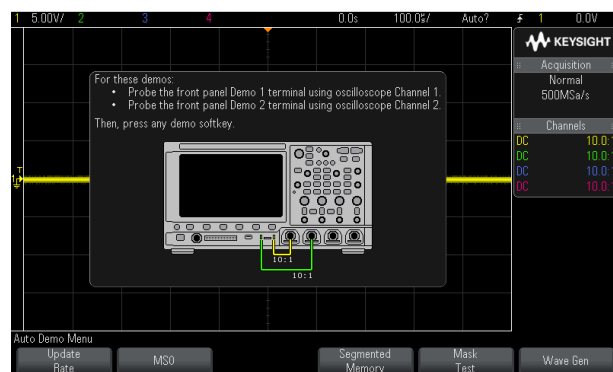 1 5.00V/ 2 3 4 0.0s 100.0%/ Auto? 1 0.0V
KEYSIGHT
Acquisition
Normal
500MSa/s
Channels
DC 10.0:1
DC 10.0:1
DC 10.0:1
DC 10.0:1
For these demos:
• Probe the front panel Demo 1 terminal using oscilloscope Channel 1.
• Probe the front panel Demo 2 terminal using oscilloscope Channel 2.
Then, press any demo softkey.
T
1
10:1
10:1
Auto Demo Menu
Update
Rate
MSO
Segmented
Memory
Mask
Test
Wave Gen